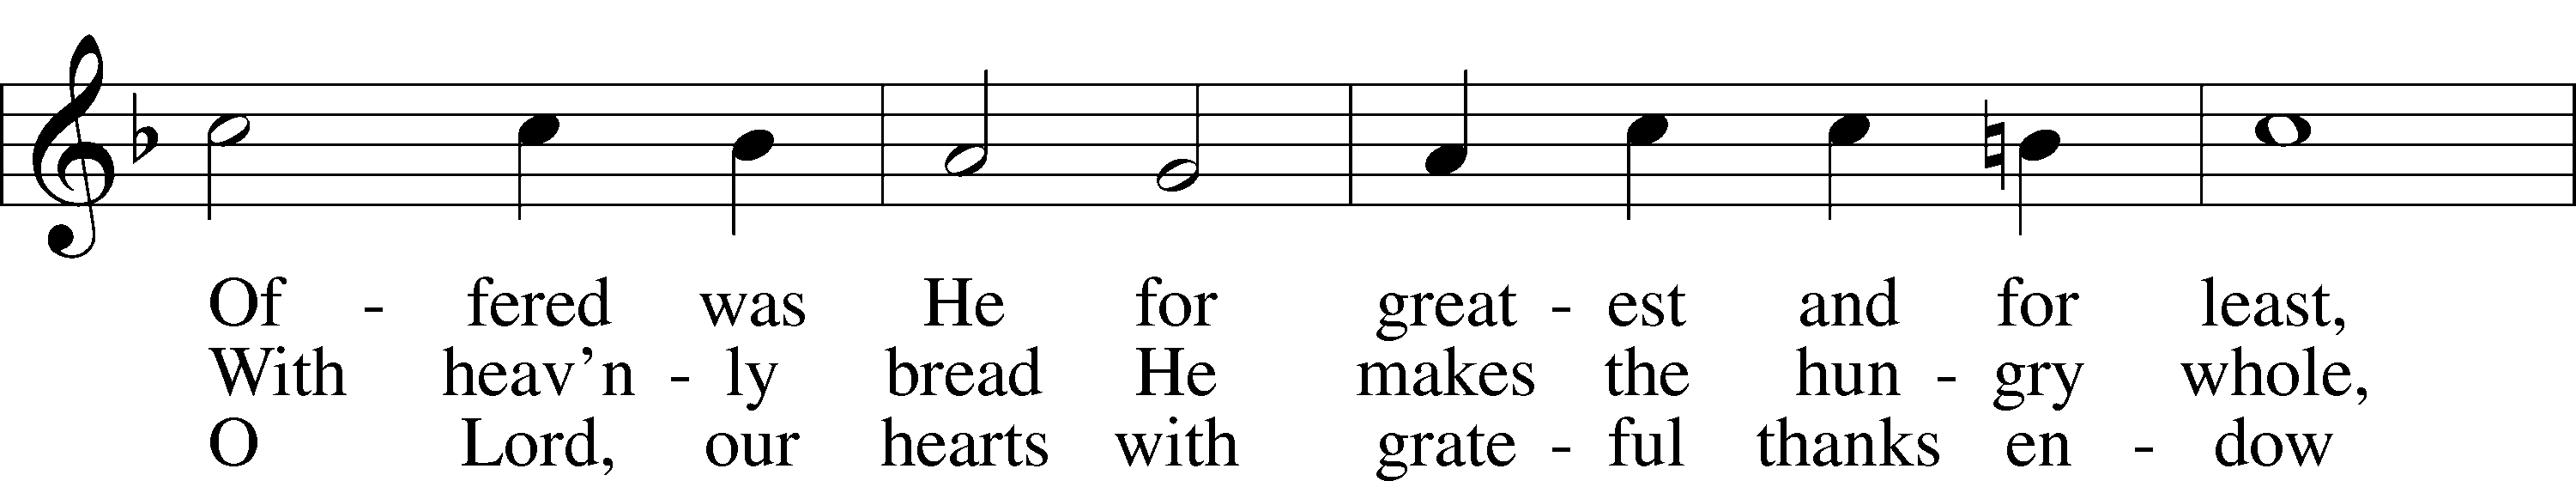 Of - fered was He for great - est and for least,
With heav’n - ly bread He makes the hun - gry whole,
O Lord, our hearts with grate - ful thanks en - dow